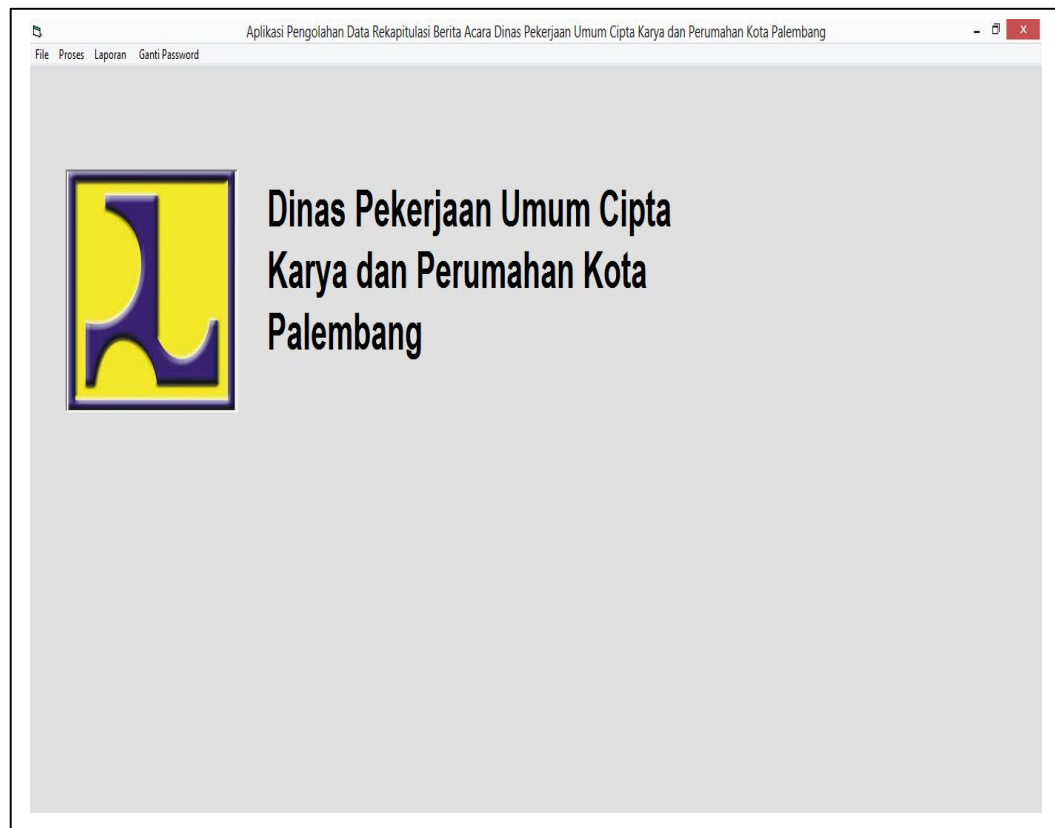 Aplikasi Pengolahan Data Rekapitulasi Berita Acara Dinas Pekerjaan Umum Cipta Karya dan Perumahan Kota Palembang
File Proses Laporan Ganti Password
Dinas Pekerjaan Umum Cipta
Karya dan Perumahan Kota
Palembang